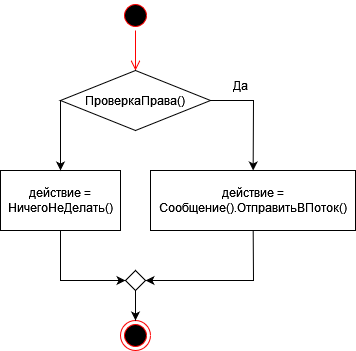 Да
ПроверкаПрава()
действие =
НичегоНеДелать()
действие =
Сообщение().ОтправитьВПоток()